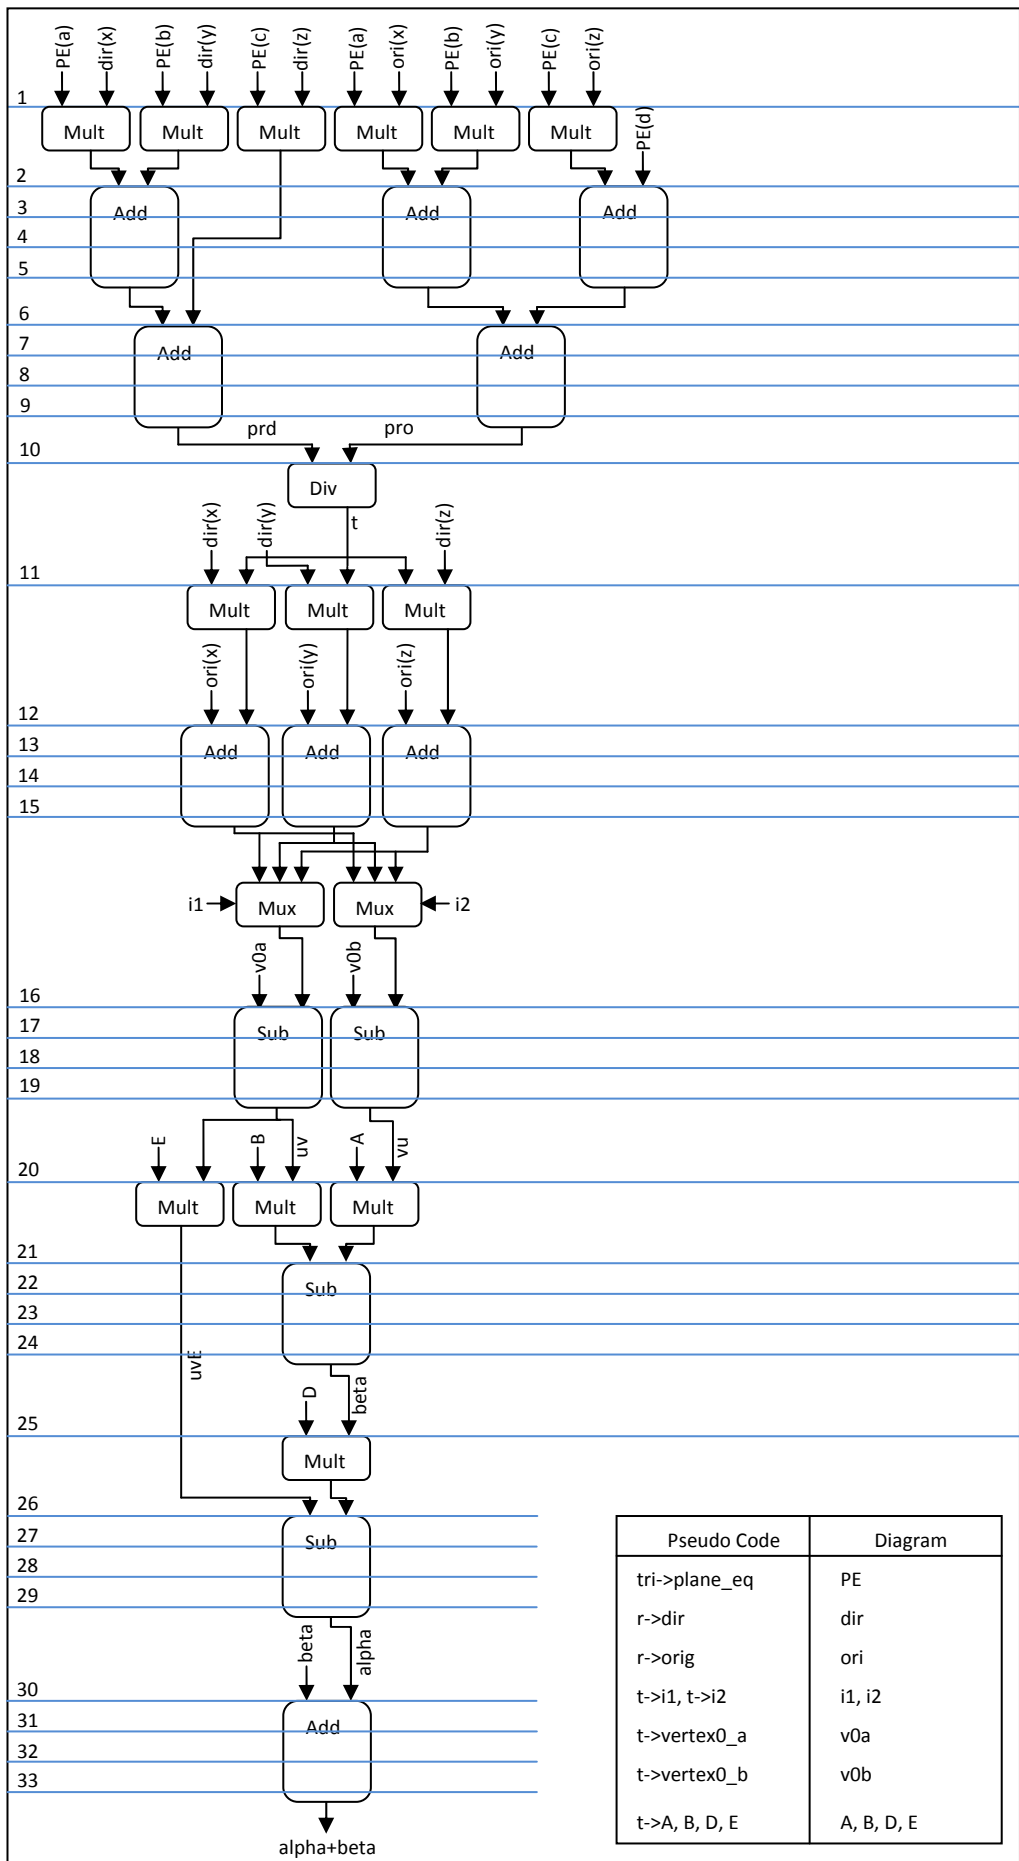 PE(a) dir(x) PE(b) dir(y) PE(c) dir(z) PE(a) ori(x) PE(b) ori(y) PE(c) ori(z)
1
Mult Mult Mult Mult Mult Mult PE(d)
2
Add Add Add
3
4
5
6
Add Add
7
8
9
prd pro
10
Div
t
dir(x) dir(y) dir(z)
11
Mult Mult Mult
ori(x) ori(y) ori(z)
12
Add Add Add
13
14
15
i1 Mux Mux i2
v0a v0b
16
17
Sub Sub
18
19
E B uv A vu
20
Mult Mult Mult
21
22
Sub
23
24
uvE
D beta
25
Mult
26
27
Sub
28
29
beta alpha
30
31
Add
32
33
alpha+beta
Pseudo Code Diagram
tri->plane_eq PE
r->dir dir
r->orig ori
t->i1, t->i2 i1, i2
t->vertex0_a v0a
t->vertex0_b v0b
t->A, B, D, E A, B, D, E